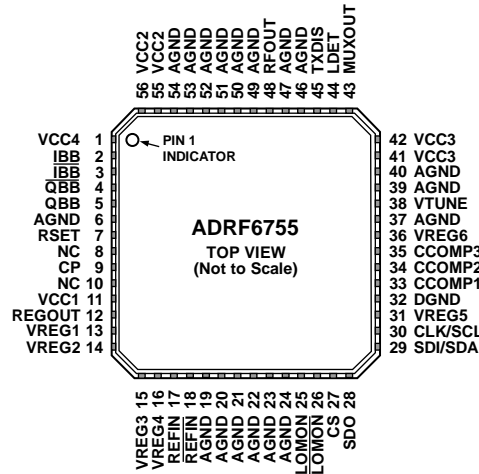 56 VCC2
55 VCC2
54 AGND
53 AGND
52 AGND
51 AGND
50 AGND
49 AGND
48 RFOUT
47 AGND
46 AGND
45 TXDIS
44 LDET
43 MUXOUT
VCC4 1
IBB 2
I̅B̅B̅ 3
Q̅B̅B̅ 4
QBB 5
AGND 6
RSET 7
NC 8
CP 9
NC 10
VCC1 11
REGOUT 12
VREG1 13
VREG2 14
PIN 1
INDICATOR
ADRF6755
TOP VIEW
(Not to Scale)
42 VCC3
41 VCC3
40 AGND
39 AGND
38 VTUNE
37 AGND
36 VREG6
35 CCOMP3
34 CCOMP2
33 CCOMP1
32 DGND
31 VREG5
30 CLK/SCL
29 SDI/SDA
VREG3 15
VREG4 16
REFIN 17
R̅E̅F̅I̅N̅ 18
AGND 19
AGND 20
AGND 21
AGND 22
AGND 23
AGND 24
LOMON 25
L̅O̅M̅O̅N̅ 26
CS 27
SDO 28